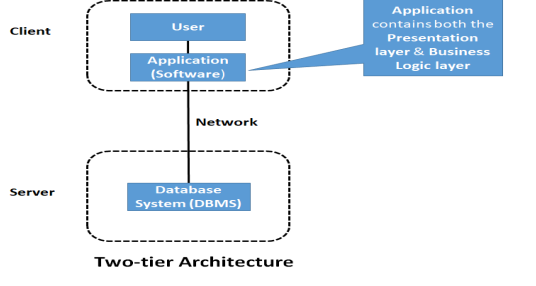 Client
User
Application
(Software)
Application
contains both the
Presentation
layer & Business
Logic layer
Network
Server
Database
System (DBMS)
Two-tier Architecture